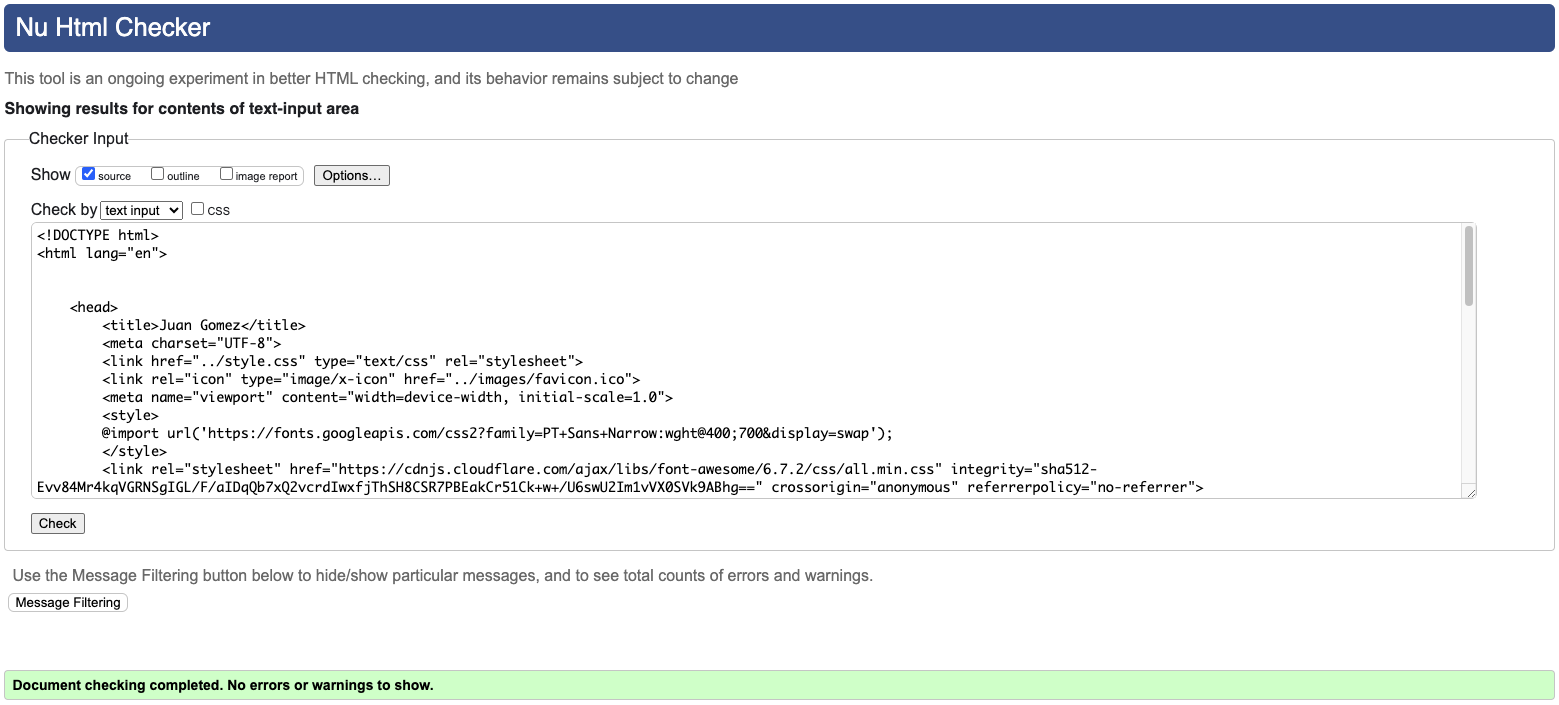 Nu Html Checker
This tool is an ongoing experiment in better HTML checking, and its behavior remains subject to change
Showing results for contents of text-input area
Checker Input
Show source outline image report Options...
Check by text input CSS
<!DOCTYPE html>
<html lang="en">
<head>
<title>Juan Gomez</title>
<meta charset="UTF-8">
<link href="../style.css" type="text/css" rel="stylesheet">
<link rel="icon" type="image/x-icon" href="../images/favicon.ico">
<meta name="viewport" content="width=device-width, initial-scale=1.0">
<style>
@import url('https://fonts.googleapis.com/css2?family=PT+Sans+Narrow:wght@400;700&display=swap');
</style>
<link rel="stylesheet" href="https://cdnjs.cloudflare.com/ajax/libs/font-awesome/6.7.2/css/all.min.css" integrity="sha512-
Evv84Mr4kqVGRNSgIGL/F/aIDqQb7xQ2vcrdIwxfjThSH8CSR7PBEakCr51Ck+w+/U6swU2Im1vVX0SVk9ABhg==" crossorigin="anonymous" referrerpolicy="no-referrer">
Check
Use the Message Filtering button below to hide/show particular messages, and to see total counts of errors and warnings.
Message Filtering
Document checking completed. No errors or warnings to show.